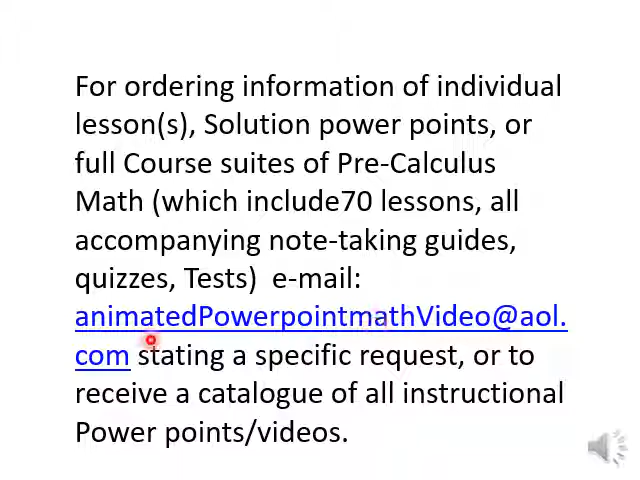 For ordering information of individual
lesson(s), Solution power points, or
full Course suites of Pre-Calculus
Math (which include70 lessons, all
accompanying note-taking guides,
quizzes, Tests)  e-mail:
animatedPowerpointmathVideo@aol.
com stating a specific request, or to
receive a catalogue of all instructional
Power points/videos.